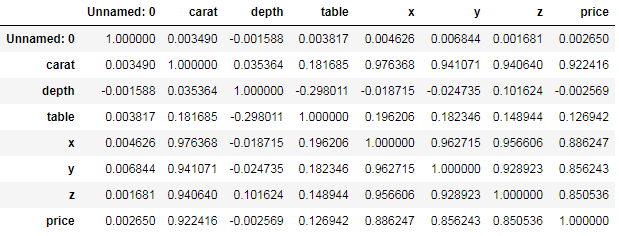 Unnamed: 0 carat depth table x y z price
Unnamed: 0 1.000000 0.003490 -0.001588 0.003817 0.004626 0.006844 0.001681 0.002650
carat 0.003490 1.000000 0.035364 0.181685 0.976368 0.941071 0.940640 0.922416
depth -0.001588 0.035364 1.000000 -0.298011 -0.018715 -0.024735 0.101624 -0.002569
table 0.003817 0.181685 -0.298011 1.000000 0.196206 0.182346 0.148944 0.126942
x 0.004626 0.976368 -0.018715 0.196206 1.000000 0.962715 0.956606 0.886247
y 0.006844 0.941071 -0.024735 0.182346 0.962715 1.000000 0.928923 0.856243
z 0.001681 0.940640 0.101624 0.148944 0.956606 0.928923 1.000000 0.850536
price 0.002650 0.922416 -0.002569 0.126942 0.886247 0.856243 0.850536 1.000000